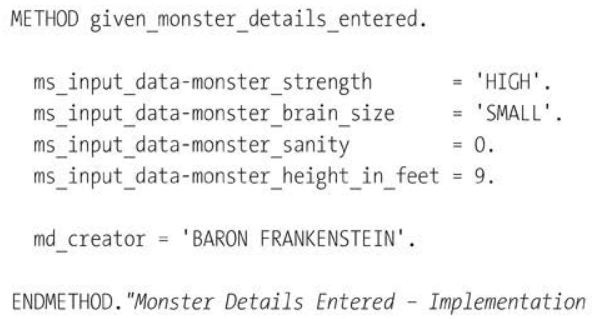 METHOD given_monster_details_entered.
ms_input_data-monster_strength = 'HIGH'.
ms_input_data-monster_brain_size = 'SMALL'.
ms_input_data-monster_sanity = 0.
ms_input_data-monster_height_in_feet = 9.
md_creator = 'BARON FRANKENSTEIN'.
ENDMETHOD."Monster Details Entered – Implementation